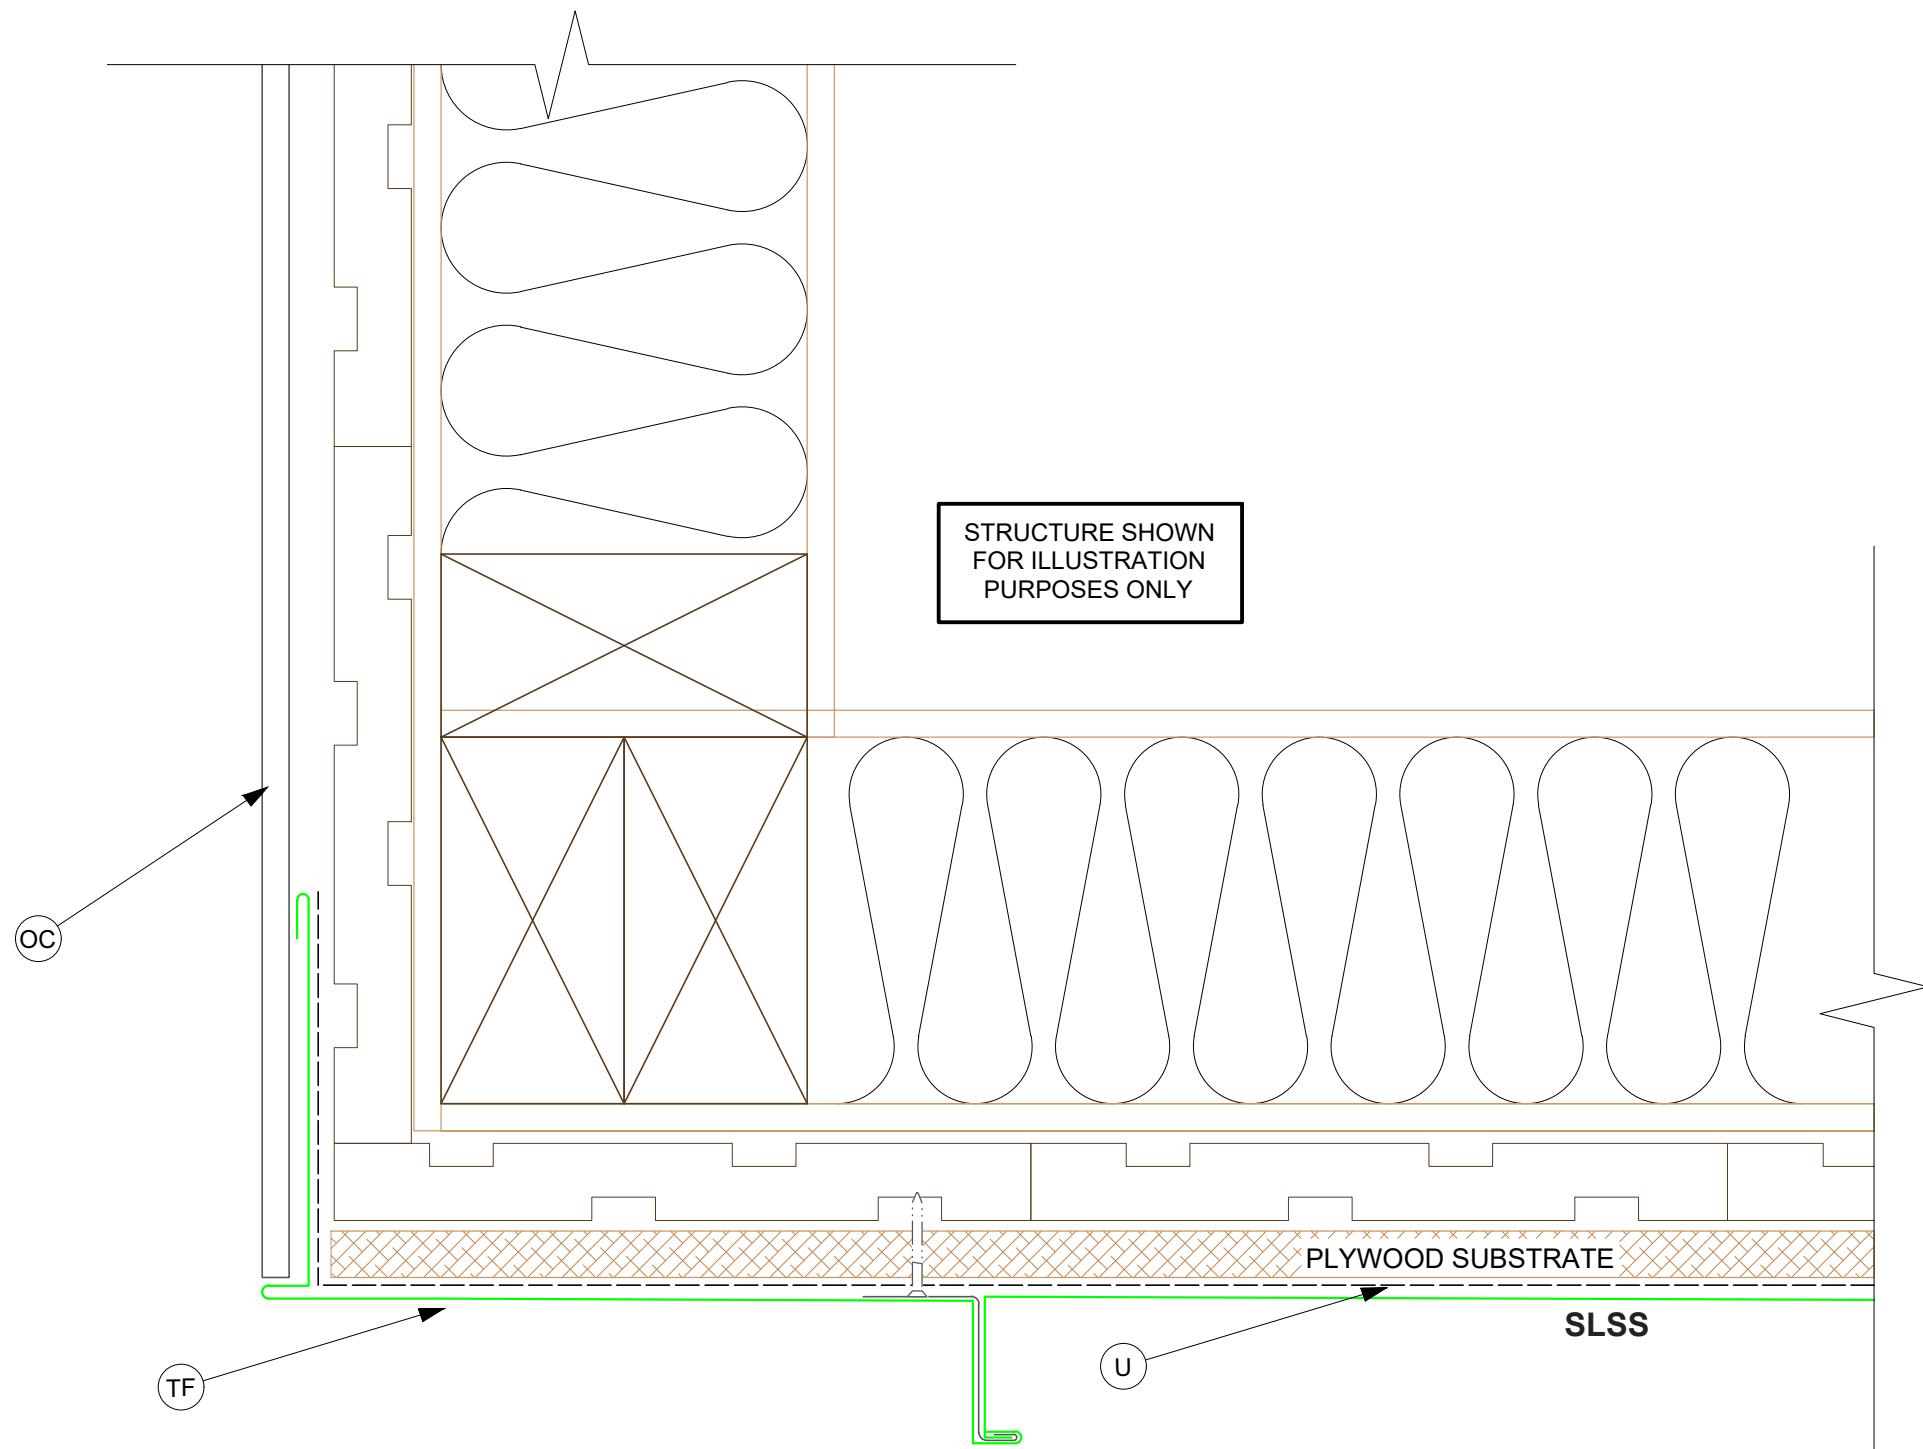 STRUCTURE SHOWN
FOR ILLUSTRATION
PURPOSES ONLY
OC
PLYWOOD SUBSTRATE
SLSS
U
TF